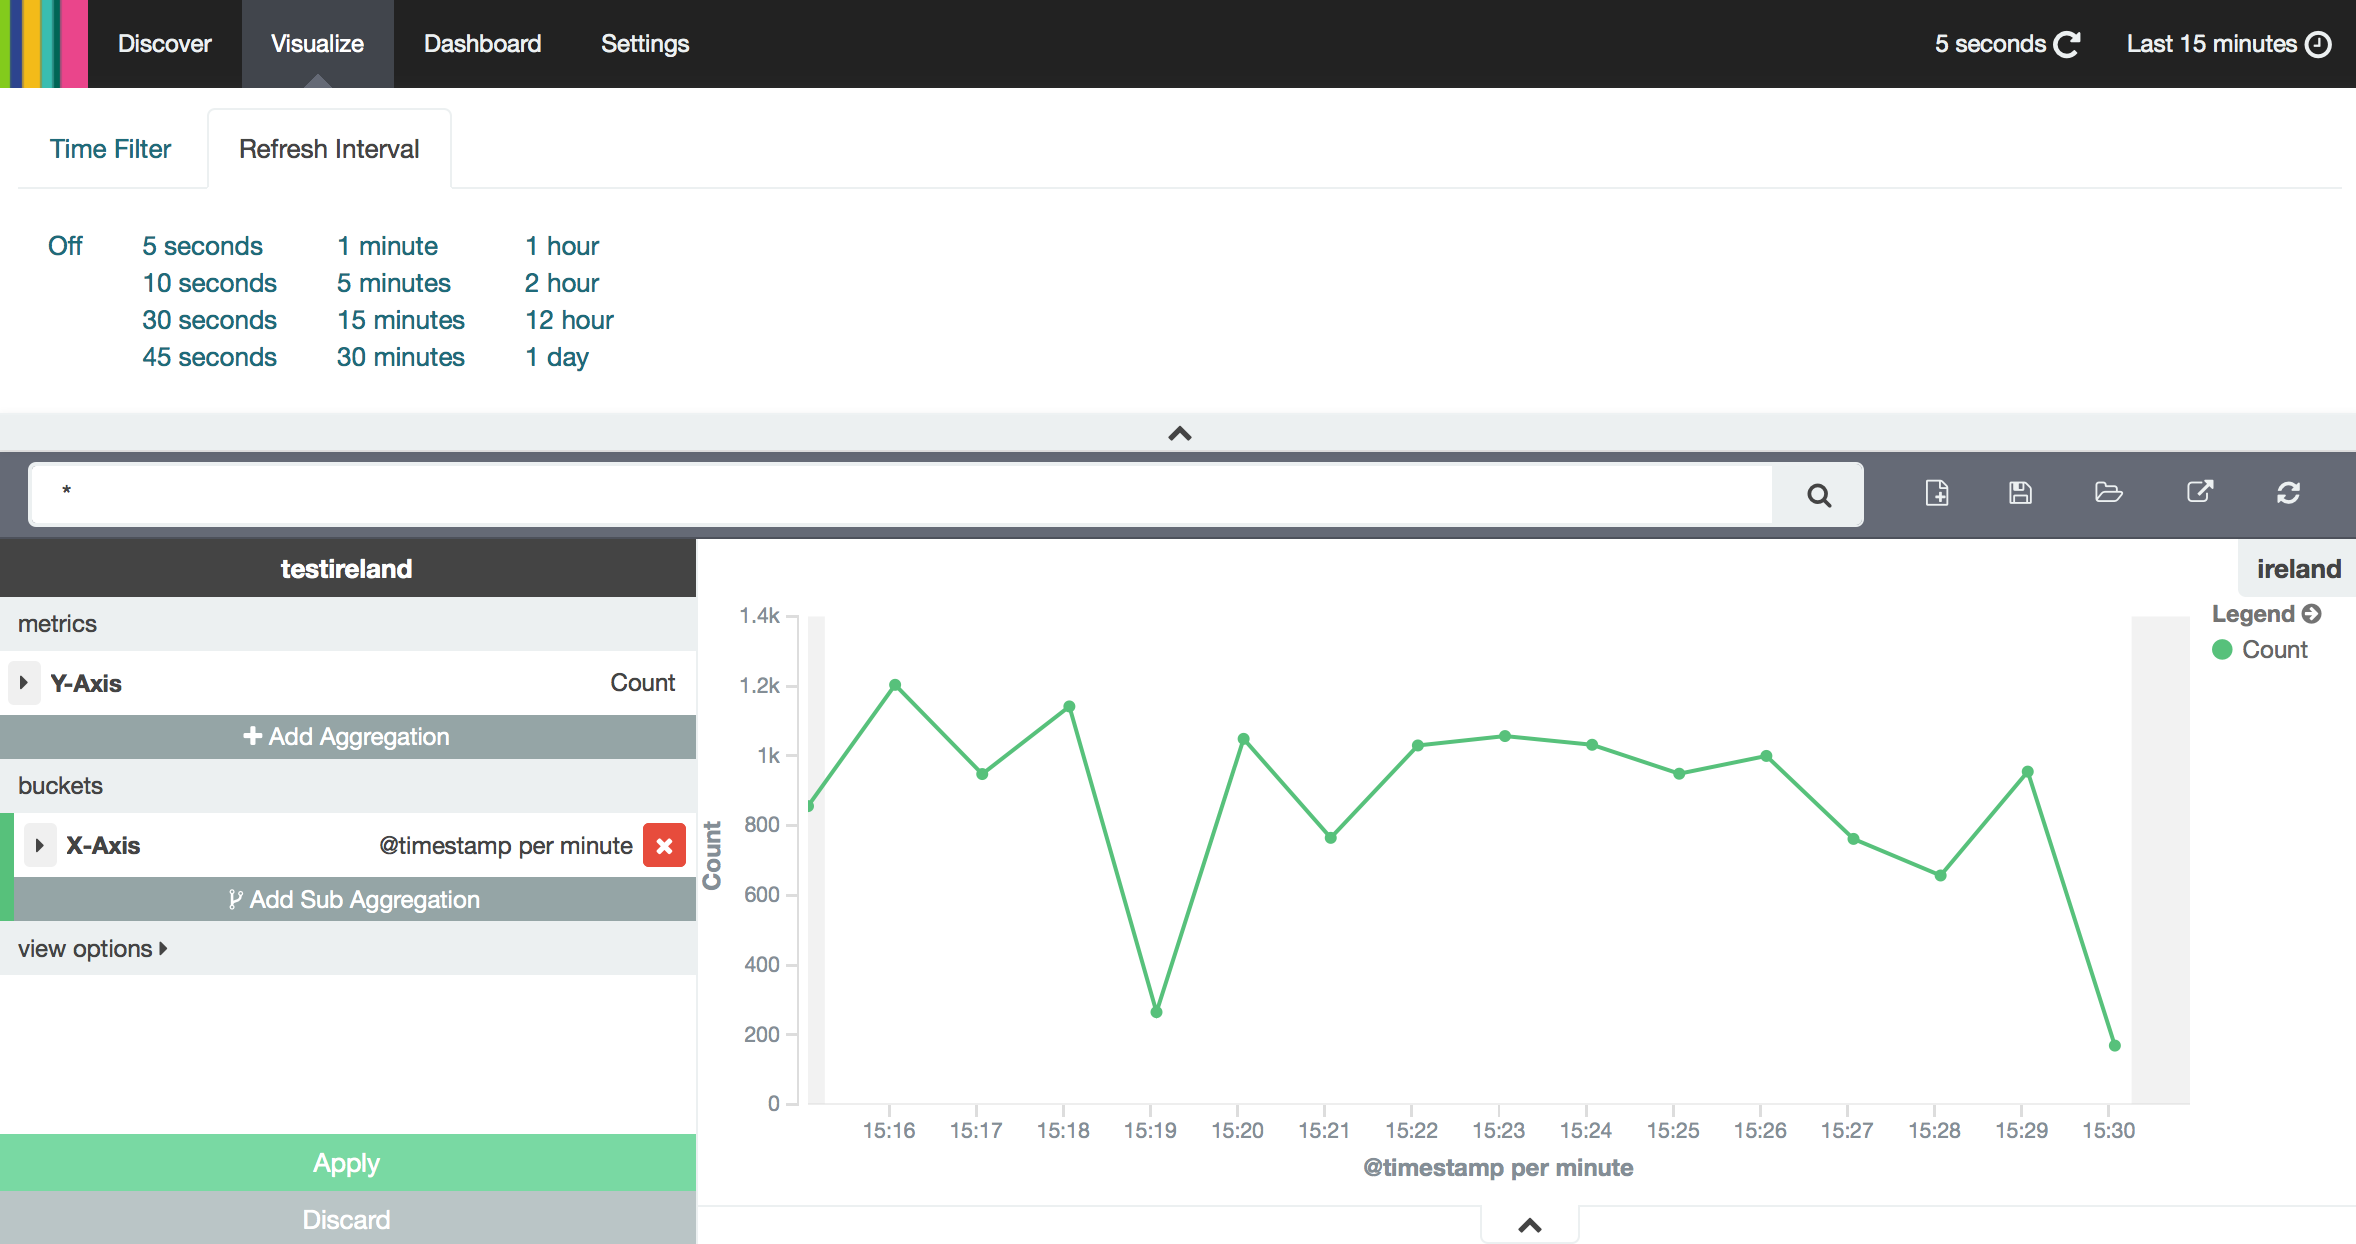 Discover Visualize Dashboard Settings 5 seconds Last 15 minutes
Time Filter Refresh Interval
Off 5 seconds 1 minute 1 hour
10 seconds 5 minutes 2 hour
30 seconds 15 minutes 12 hour
45 seconds 30 minutes 1 day
*
testireland
metrics
Y-Axis Count
Add Aggregation
buckets
X-Axis @timestamp per minute
Add Sub Aggregation
view options
Apply
Discard
ireland
Legend
Count
1.4k
1.2k
1k
800
600
400
200
0
Count
15:16 15:17 15:18 15:19 15:20 15:21 15:22 15:23 15:24 15:25 15:26 15:27 15:28 15:29 15:30
@timestamp per minute